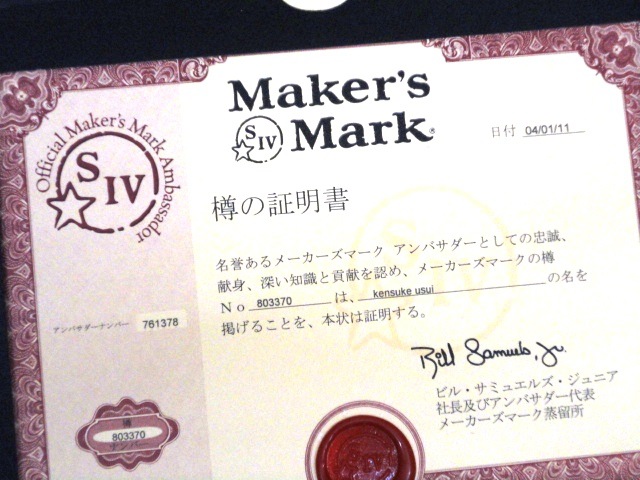 Maker's
S IV Mark®
日付 04/01/11
Official Maker's Mark Ambassador
S IV
樽の証明書
名誉あるメーカーズマーク アンバサダーとしての忠誠、
献身、深い知識と貢献を認め、メーカーズマークの樽
No 803370 は、 kensuke usui の名を
掲げることを、本状は証明する。
アンバサダーナンバー 761378
Bill Samuels, Jr.
ビル・サミュエルズ・ジュニア
社長及びアンバサダー代表
メーカーズマーク蒸留所
樽
803370
ナンバー